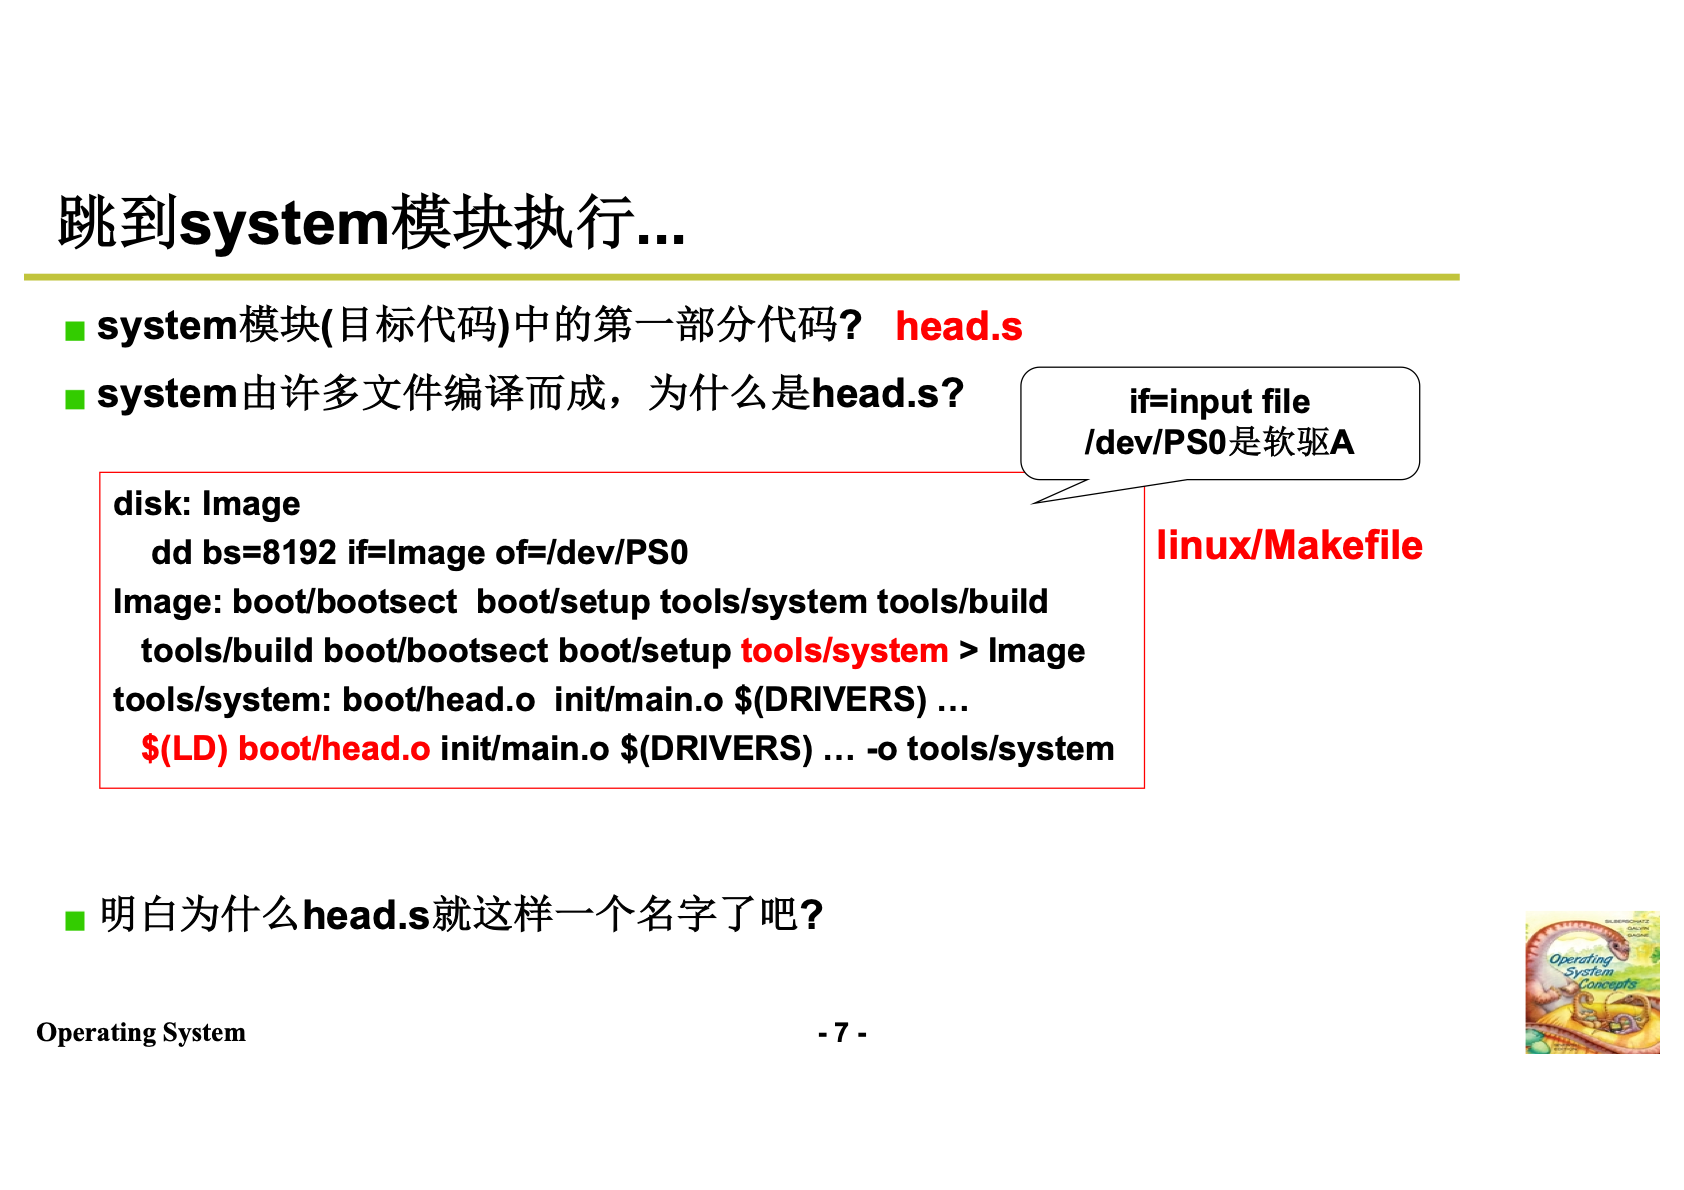 跳到system模块执行...
system模块(目标代码)中的第一部分代码? head.s
system由许多文件编译而成，为什么是head.s?
if=input file
/dev/PS0是软驱A
disk: Image
dd bs=8192 if=Image of=/dev/PS0
Image: boot/bootsect boot/setup tools/system tools/build
tools/build boot/bootsect boot/setup tools/system > Image
tools/system: boot/head.o init/main.o $(DRIVERS) …
$(LD) boot/head.o init/main.o $(DRIVERS) … -o tools/system
linux/Makefile
明白为什么head.s就这样一个名字了吧?
SILBERSCHATZ
GALVIN
GAGNE
Operating
System
Concepts
Operating System
- 7 -